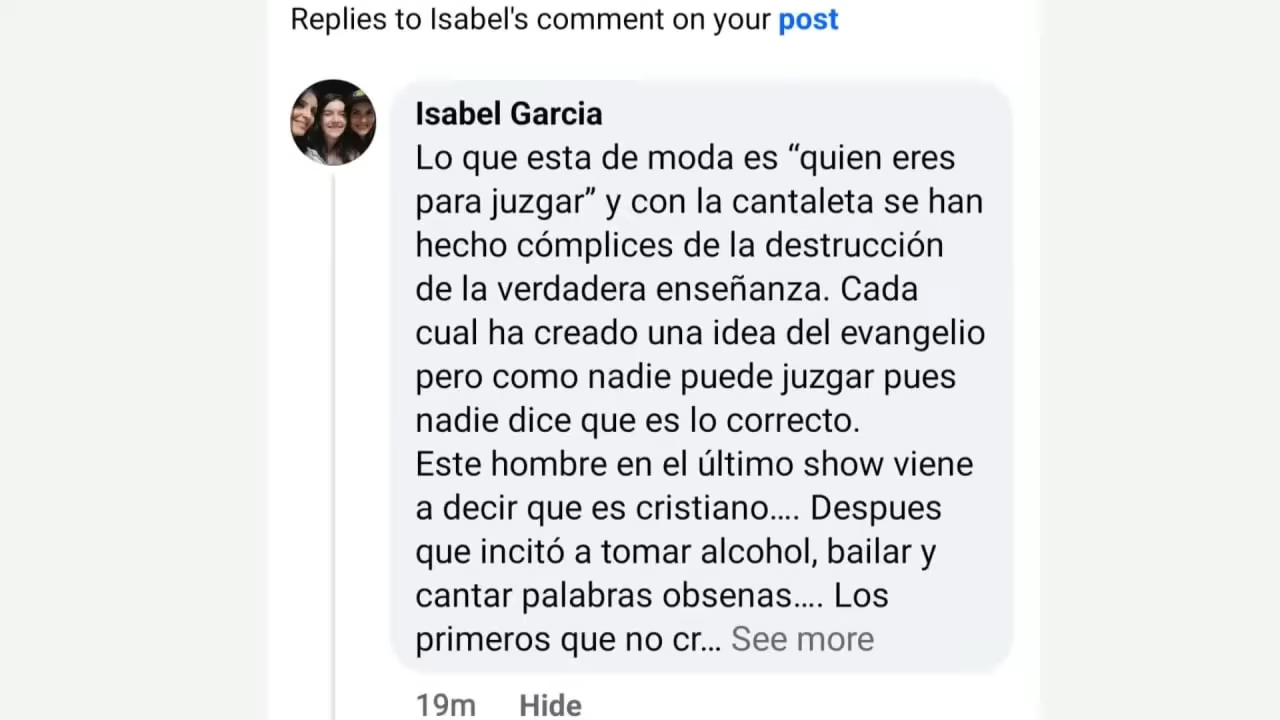 Replies to Isabel's comment on your post
Isabel Garcia
Lo que esta de moda es “quien eres
para juzgar” y con la cantaleta se han
hecho cómplices de la destrucción
de la verdadera enseñanza. Cada
cual ha creado una idea del evangelio
pero como nadie puede juzgar pues
nadie dice que es lo correcto.
Este hombre en el último show viene
a decir que es cristiano.... Despues
que incitó a tomar alcohol, bailar y
cantar palabras obsenas.... Los
primeros que no cr... See more
19m Hide